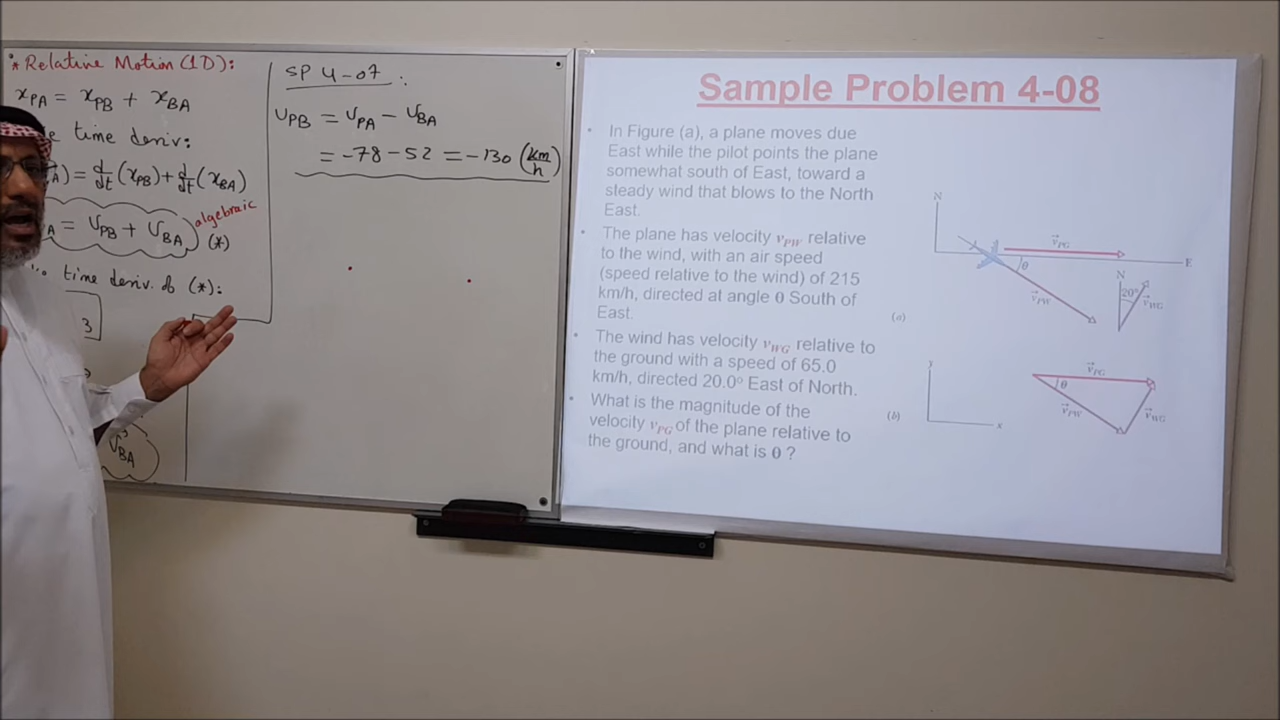 * Relative Motion (1D):
x_PA = x_PB + x_BA
time deriv:
) = d/dt (x_PB) + d/dt (x_BA)
= v_PB + v_BA
algebraic
(*)
time deriv. of (*):
3
v_BA
SP 4-07 :
v_PB = v_PA - v_BA
= -78 - 52 = -130 (km/h)
Sample Problem 4-08
• In Figure (a), a plane moves due
East while the pilot points the plane
somewhat south of East, toward a
steady wind that blows to the North
East.
• The plane has velocity v_PW relative
to the wind, with an air speed
(speed relative to the wind) of 215
km/h, directed at angle θ South of
East.
• The wind has velocity v_WG relative to
the ground with a speed of 65.0
km/h, directed 20.0° East of North.
• What is the magnitude of the
velocity v_PG of the plane relative to
the ground, and what is θ ?
N
v_PG
E
θ
N
20°
v_WG
v_PW
(a)
y
v_PG
θ
v_PW
v_WG
(b)
x